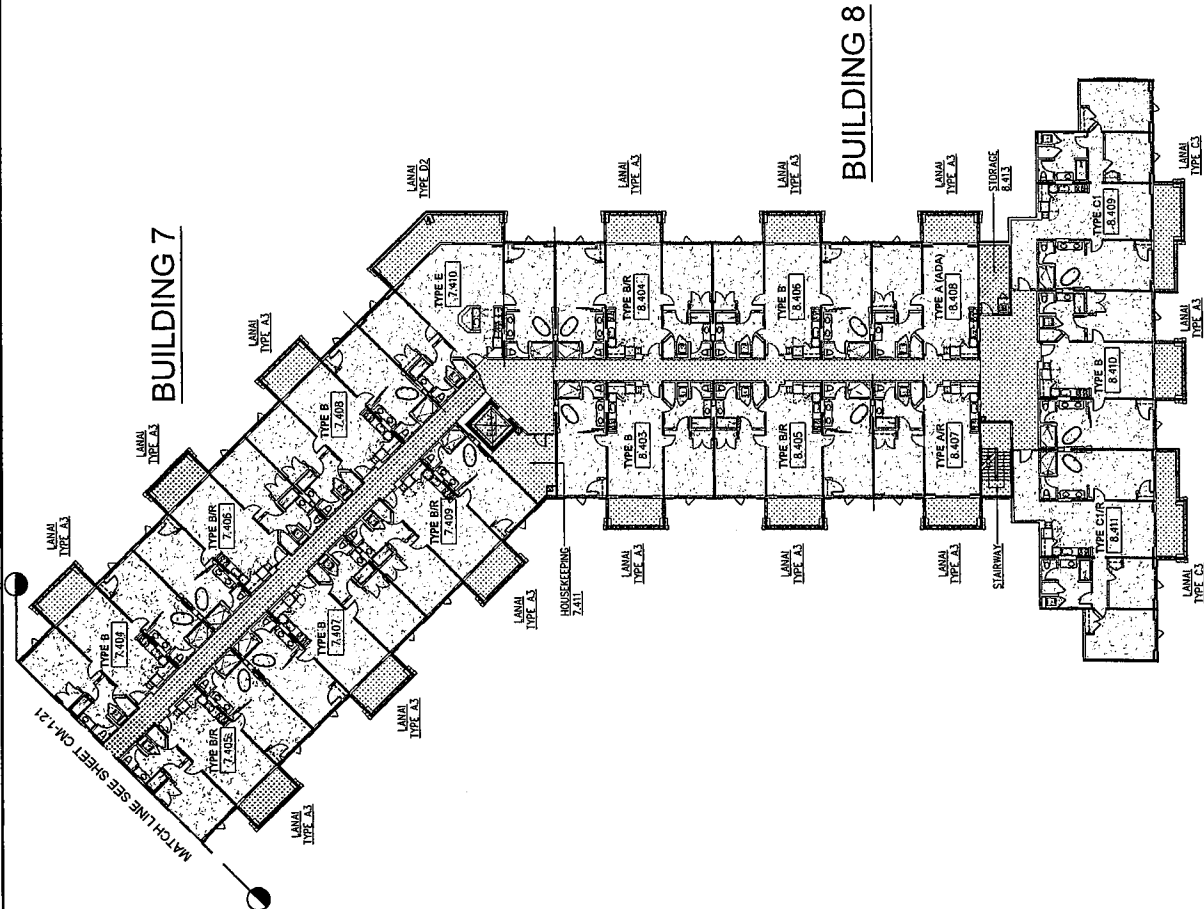 BUILDING 7
BUILDING 8
MATCH LINE SEE SHEET CM-1.21
LANAI
TYPE A3
LANAI
TYPE A3
LANAI
TYPE A3
LANAI
TYPE D2
TYPE B
7.404
TYPE B/R
7.406
TYPE B
7.408
TYPE E
7.410
TYPE B/R
7.405
TYPE B
7.407
TYPE B/R
7.409
LANAI
TYPE A3
LANAI
TYPE A3
LANAI
TYPE A3
HOUSEKEEPING
7.411
LANAI
TYPE A3
LANAI
TYPE A3
LANAI
TYPE A3
STORAGE
8.413
TYPE B/R
8.404
TYPE B
8.406
TYPE A (ADA)
8.408
TYPE B
8.403
TYPE B/R
8.405
TYPE A/R
8.407
LANAI
TYPE A3
LANAI
TYPE A3
LANAI
TYPE A3
STAIRWAY
TYPE C1
8.409
TYPE B
8.410
TYPE C1/R
8.411
LANAI
TYPE C3
LANAI
TYPE A3
LANAI
TYPE C3